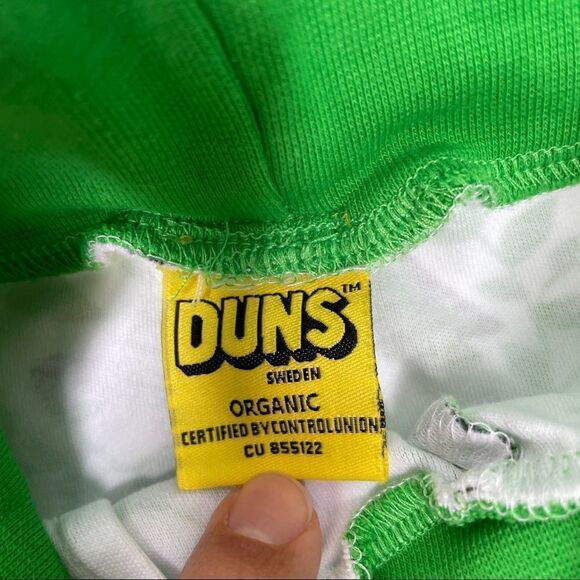 DUNS™
SWEDEN
ORGANIC
CERTIFIED BY CONTROLUNION
CU 855122